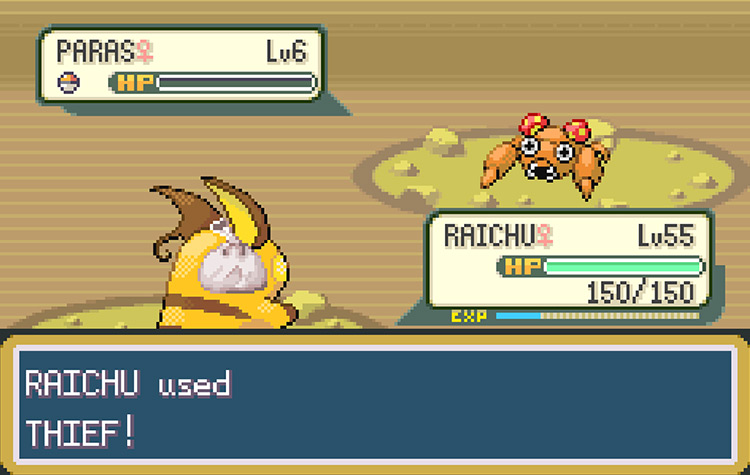 PARAS♀ Lv6
HP
RAICHU♀ Lv55
HP
150/150
EXP
RAICHU used
THIEF!